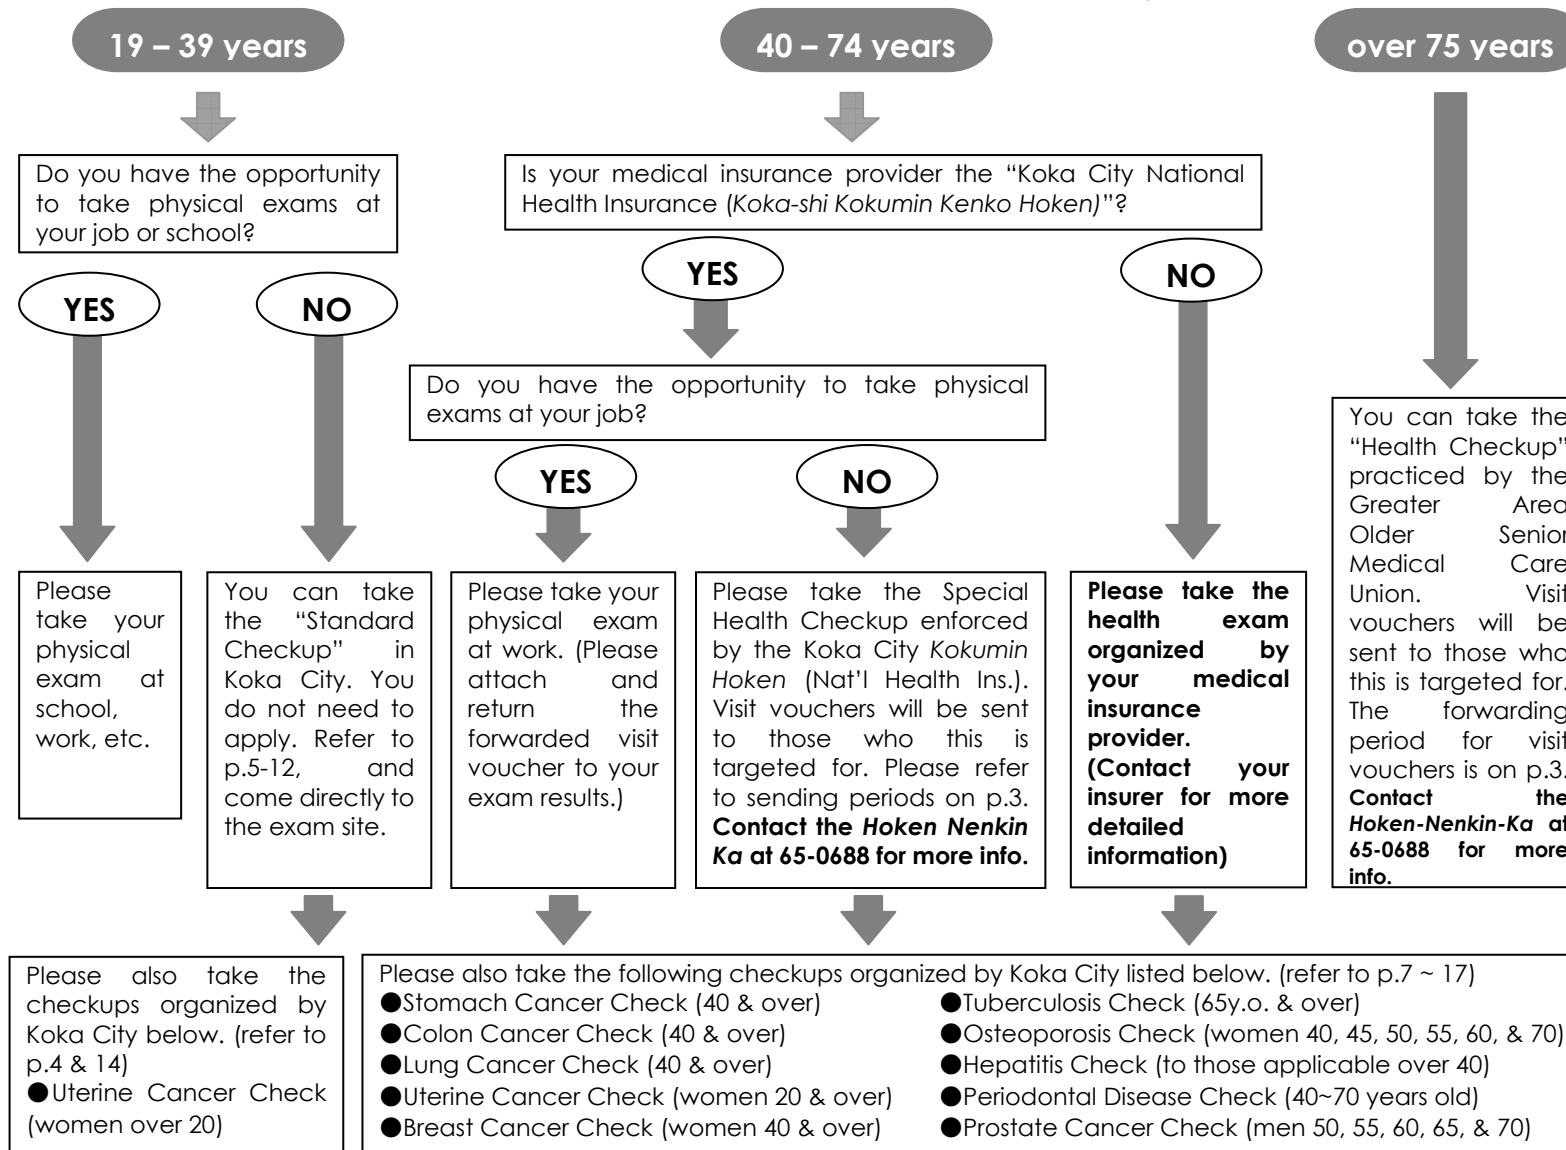 19 – 39 years
40 – 74 years
over 75 years
Do you have the opportunity
to take physical exams at
your job or school?
Is your medical insurance provider the “Koka City National
Health Insurance (Koka-shi Kokumin Kenko Hoken)”?
YES
NO
YES
NO
Do you have the opportunity to take physical
exams at your job?
YES
NO
Please
take your
physical
exam at
school,
work, etc.
You can take
the “Standard
Checkup” in
Koka City. You
do not need to
apply. Refer to
p.5-12, and
come directly to
the exam site.
Please take your
physical exam
at work. (Please
attach and
return the
forwarded visit
voucher to your
exam results.)
Please take the Special
Health Checkup enforced
by the Koka City Kokumin
Hoken (Nat’l Health Ins.).
Visit vouchers will be sent
to those who this is
targeted for. Please refer
to sending periods on p.3.
Contact the Hoken Nenkin
Ka at 65-0688 for more info.
Please take the
health exam
organized by
your medical
insurance
provider.
(Contact your
insurer for more
detailed
information)
You can take the
“Health Checkup”
practiced by the
Greater Area
Older Senior
Medical Care
Union. Visit
vouchers will be
sent to those who
this is targeted for.
The forwarding
period for visit
vouchers is on p.3.
Contact the
Hoken-Nenkin-Ka at
65-0688 for more
info.
Please also take the
checkups organized by
Koka City below. (refer to
p.4 & 14)
●Uterine Cancer Check
(women over 20)
Please also take the following checkups organized by Koka City listed below. (refer to p.7 ~ 17)
●Stomach Cancer Check (40 & over)
●Colon Cancer Check (40 & over)
●Lung Cancer Check (40 & over)
●Uterine Cancer Check (women 20 & over)
●Breast Cancer Check (women 40 & over)
●Tuberculosis Check (65y.o. & over)
●Osteoporosis Check (women 40, 45, 50, 55, 60, & 70)
●Hepatitis Check (to those applicable over 40)
●Periodontal Disease Check (40~70 years old)
●Prostate Cancer Check (men 50, 55, 60, 65, & 70)